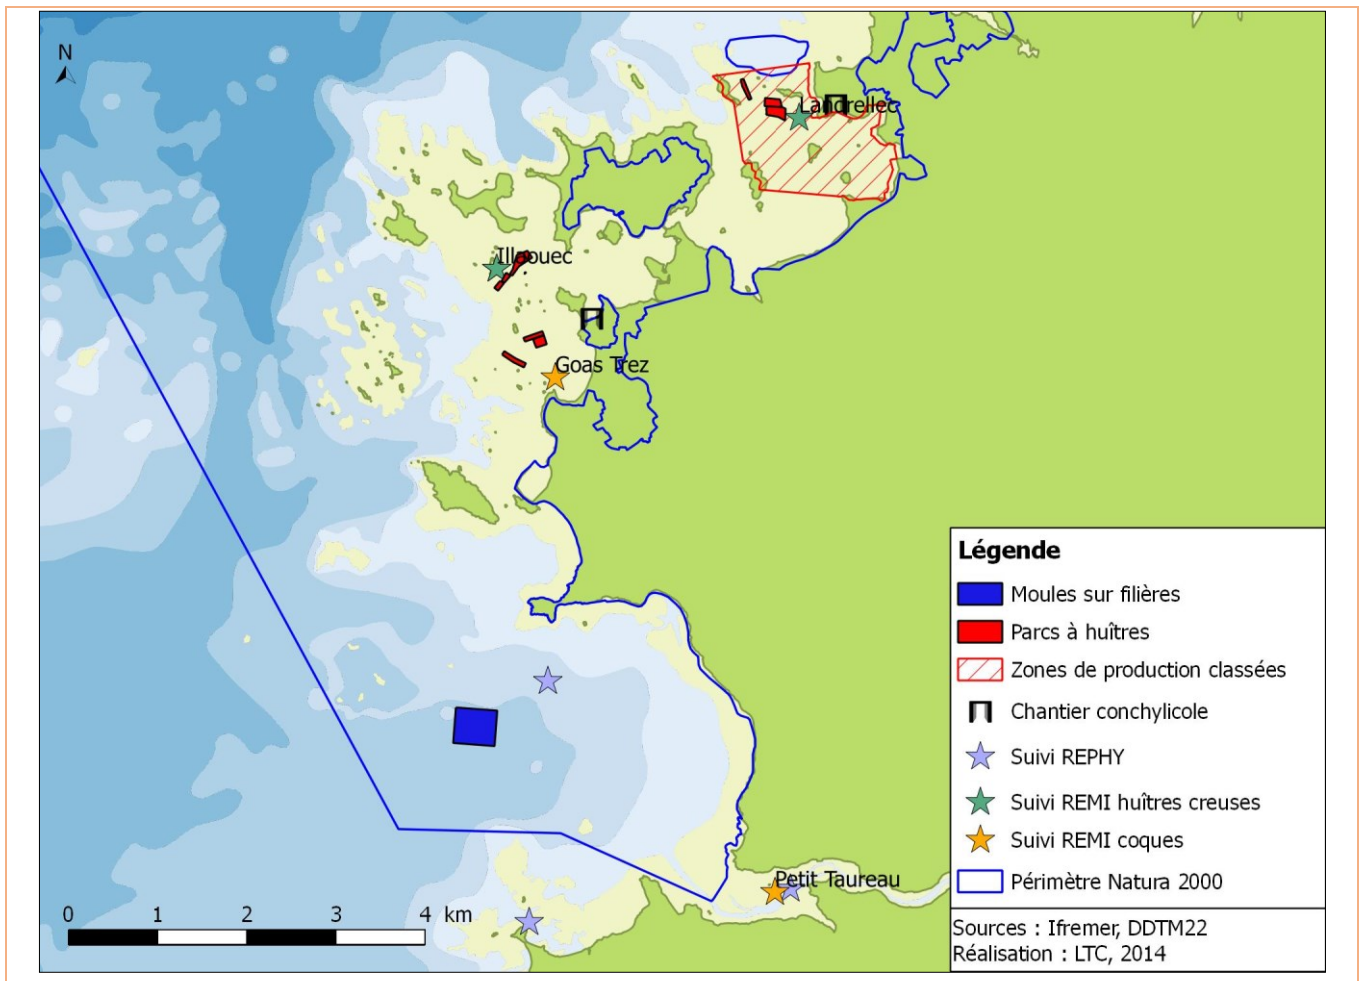 N
Landrellec
Illaouec
Goas Trez
Petit Taureau
0 1 2 3 4 km
Légende
Moules sur filières
Parcs à huîtres
Zones de production classées
Chantier conchylicole
Suivi REPHY
Suivi REMI huîtres creuses
Suivi REMI coques
Périmètre Natura 2000
Sources : Ifremer, DDTM22
Réalisation : LTC, 2014